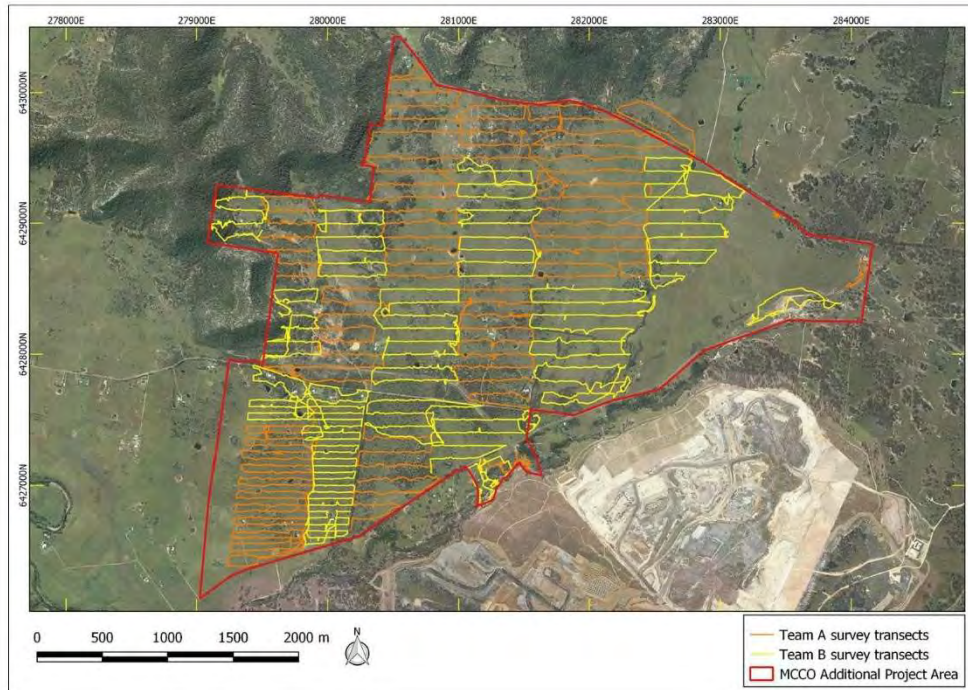 278000E 279000E 280000E 281000E 282000E 283000E 284000E
6430000N
6429000N
6428000N
6427000N
0 500 1000 1500 2000 m
N
Team A survey transects
Team B survey transects
MCCO Additional Project Area